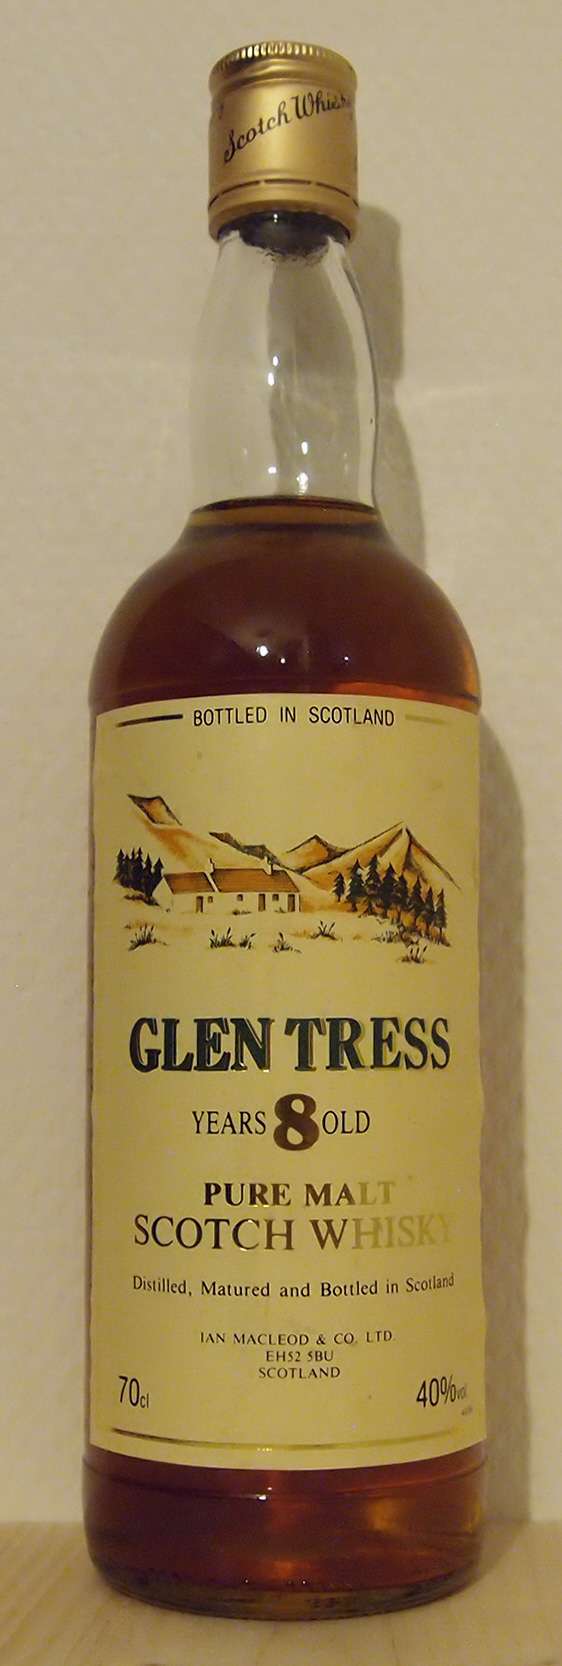 Scotch Whisky
BOTTLED IN SCOTLAND
GLEN TRESS
YEARS 8 OLD
PURE MALT
SCOTCH WHISKY
Distilled, Matured and Bottled in Scotland
IAN MACLEOD & CO. LTD.
EH52 5BU
SCOTLAND
70cl
40%vol